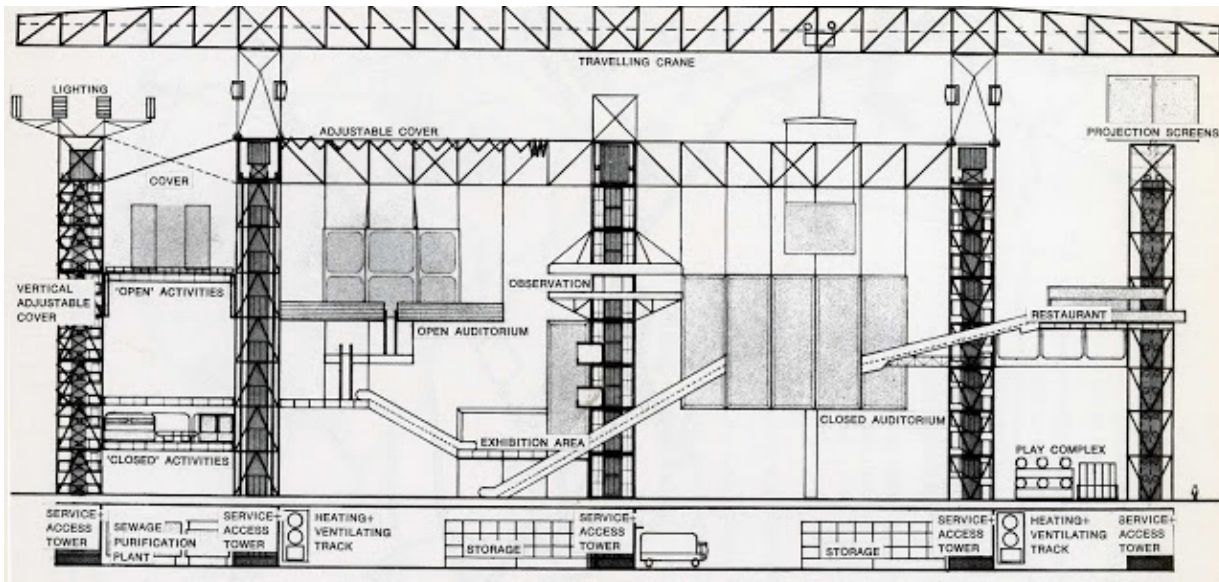 TRAVELLING CRANE
LIGHTING
ADJUSTABLE COVER
PROJECTION SCREENS
COVER
VERTICAL
ADJUSTABLE
COVER
'OPEN' ACTIVITIES
OBSERVATION
OPEN AUDITORIUM
RESTAURANT
CLOSED AUDITORIUM
EXHIBITION AREA
'CLOSED' ACTIVITIES
PLAY COMPLEX
SERVICE+
ACCESS
TOWER
SEWAGE
PURIFICATION
PLANT
SERVICE+
ACCESS
TOWER
HEATING+
VENTILATING
TRACK
STORAGE
SERVICE+
ACCESS
TOWER
STORAGE
SERVICE+
ACCESS
TOWER
HEATING+
VENTILATING
TRACK
SERVICE+
ACCESS
TOWER